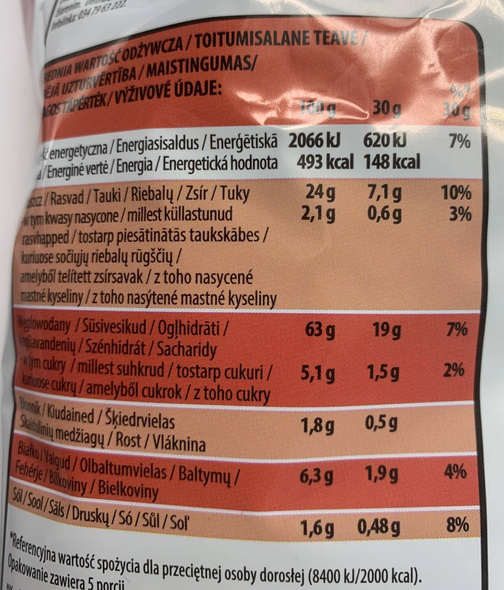 Infolinka: 034 79 63 222.
WARTOŚĆ ODŻYWCZA / TOITUMISALANE TEAVE /
UZTURVĒRTĪBA / MAISTINGUMAS /
TÁPÉRTÉK / VÝŽIVOVÉ ÚDAJE:
100 g 30 g 30 g
energetyczna / Energiasisaldus / Enerģētiskā 2066 kJ 620 kJ 7%
/ Energinė vertė / Energia / Energetická hodnota 493 kcal 148 kcal
/ Rasvad / Tauki / Riebalų / Zsír / Tuky 24 g 7,1 g 10%
w tym kwasy nasycone / millest küllastunud 2,1 g 0,6 g 3%
rasvhapped / tostarp piesātinātās taukskābes /
kuriuose sočiųjų riebalų rūgščių /
amelyből telített zsírsavak / z toho nasycené
mastné kyseliny / z toho nasýtené mastné kyseliny
Węglowodany / Süsivesikud / Ogļhidrāti / 63 g 19 g 7%
Angliavandenių / Szénhidrát / Sacharidy
w tym cukry / millest suhkrud / tostarp cukuri / 5,1 g 1,5 g 2%
kuriuose cukrų / amelyből cukrok / z toho cukry
Błonnik / Kiudained / Šķiedrvielas 1,8 g 0,5 g
Skaidulinių medžiagų / Rost / Vláknina
Białko / Valgud / Olbaltumvielas / Baltymų / 6,3 g 1,9 g 4%
Fehérje / Bílkoviny / Bielkoviny
Sól / Sool / Sāls / Druskų / Só / Sůl / Soľ 1,6 g 0,48 g 8%
*Referencyjna wartość spożycia dla przeciętnej osoby dorosłej (8400 kJ/2000 kcal).
Opakowanie zawiera 5 porcji